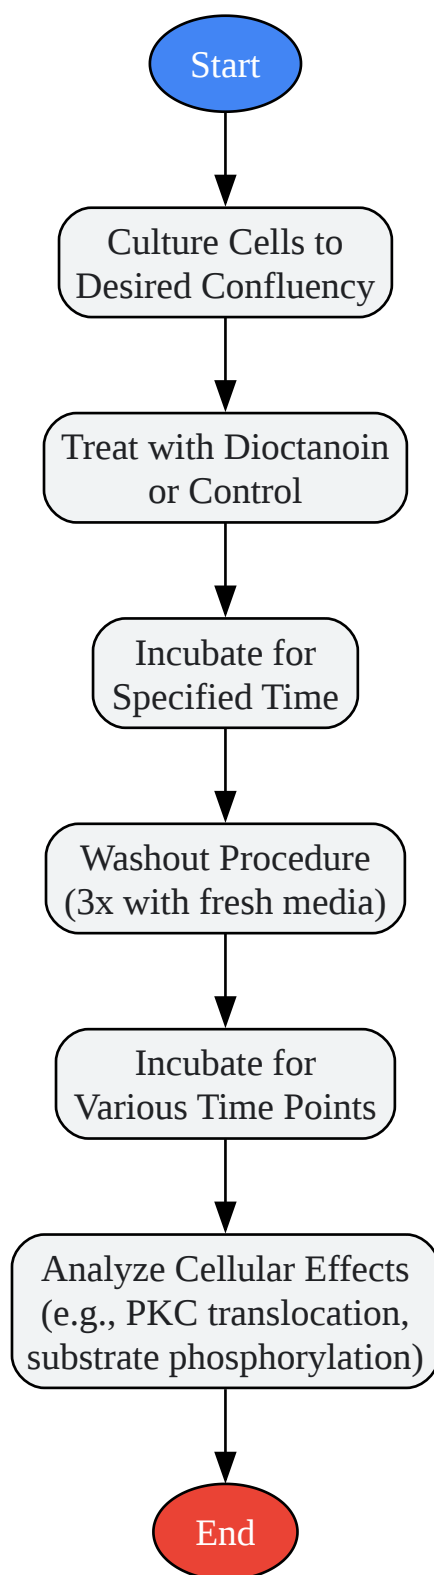 Start
Culture Cells to
Desired Confluency
Treat with Dioctanoin
or Control
Incubate for
Specified Time
Washout Procedure
(3x with fresh media)
Incubate for
Various Time Points
Analyze Cellular Effects
(e.g., PKC translocation,
substrate phosphorylation)
End